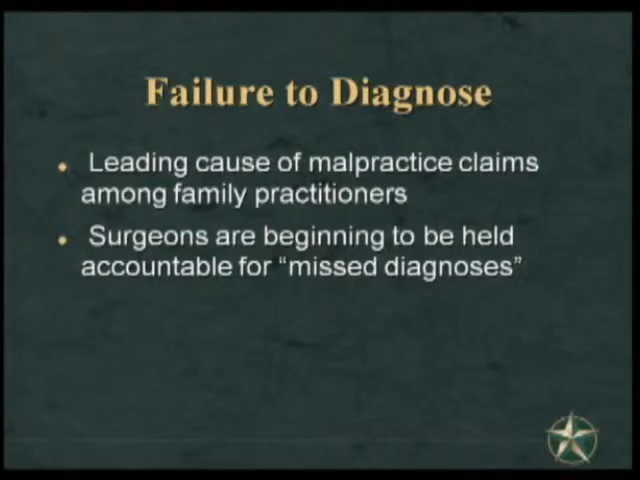 Failure to Diagnose
Leading cause of malpractice claims
among family practitioners
Surgeons are beginning to be held
accountable for “missed diagnoses”